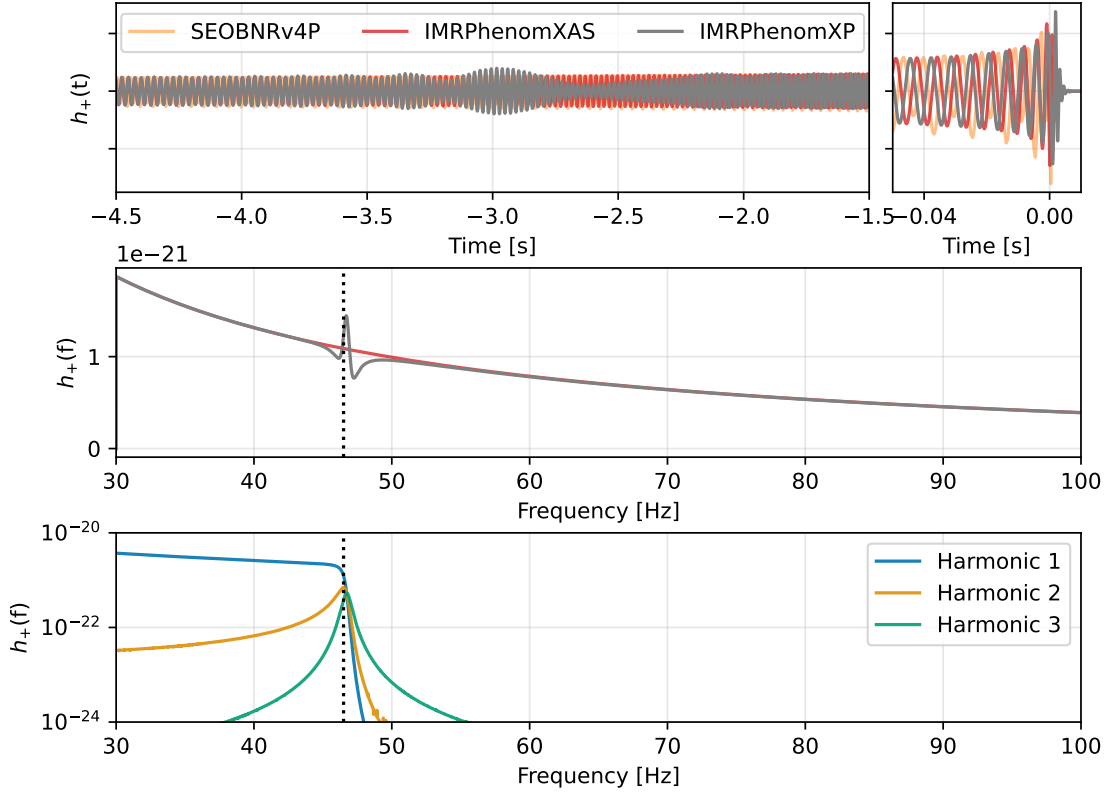 SEOBNRv4P IMRPhenomXAS IMRPhenomXP
h₊(t)
−4.5 −4.0 −3.5 −3.0 −2.5 −2.0 −1.5
Time [s]
−0.04 0.00
Time [s]
1e−21
h₊(f)
1
0
30 40 50 60 70 80 90 100
Frequency [Hz]
h₊(f)
10⁻²⁰
10⁻²²
10⁻²⁴
Harmonic 1
Harmonic 2
Harmonic 3
30 40 50 60 70 80 90 100
Frequency [Hz]